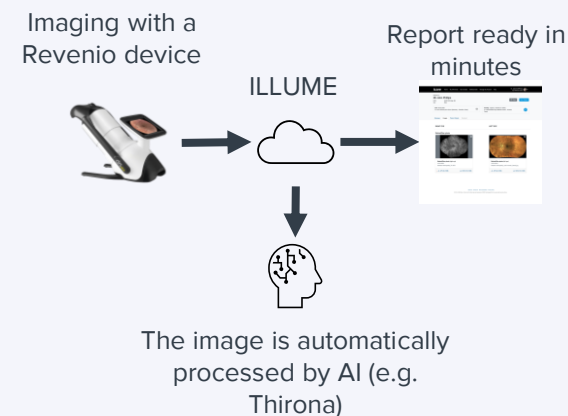 Imaging with a
Revenio device
ILLUME
Report ready in
minutes
The image is automatically
processed by AI (e.g.
Thirona)